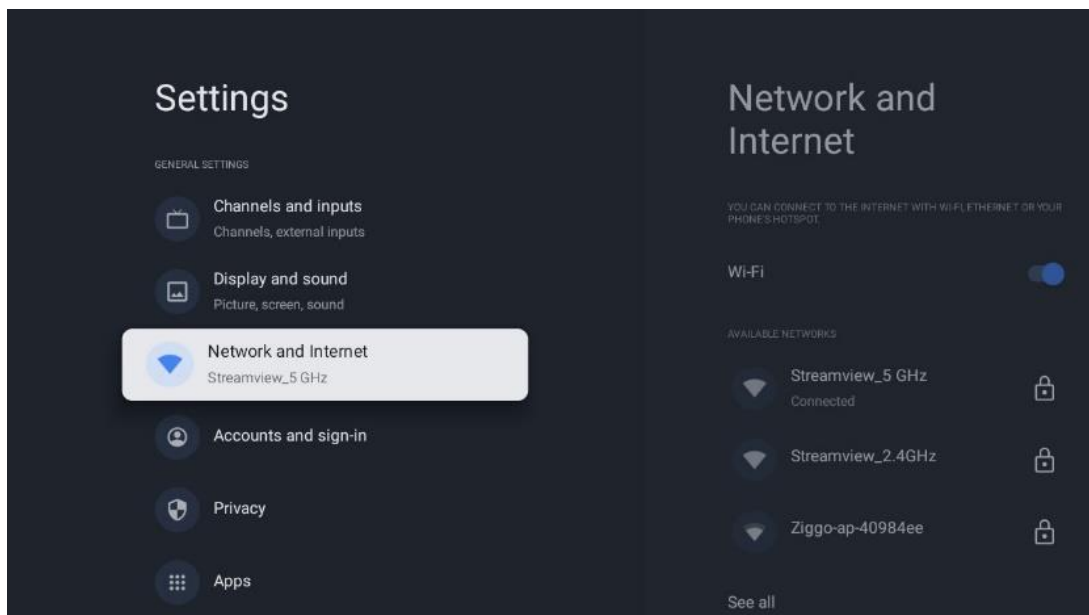 Settings
GENERAL SETTINGS
Channels and inputs
Channels, external inputs
Display and sound
Picture, screen, sound
Network and Internet
Streamview_5 GHz
Accounts and sign-in
Privacy
Apps
Network and
Internet
YOU CAN CONNECT TO THE INTERNET WITH WI-FI, ETHERNET OR YOUR
PHONE'S HOTSPOT.
Wi-Fi
AVAILABLE NETWORKS
Streamview_5 GHz
Connected
Streamview_2.4GHz
Ziggo-ap-40984ee
See all